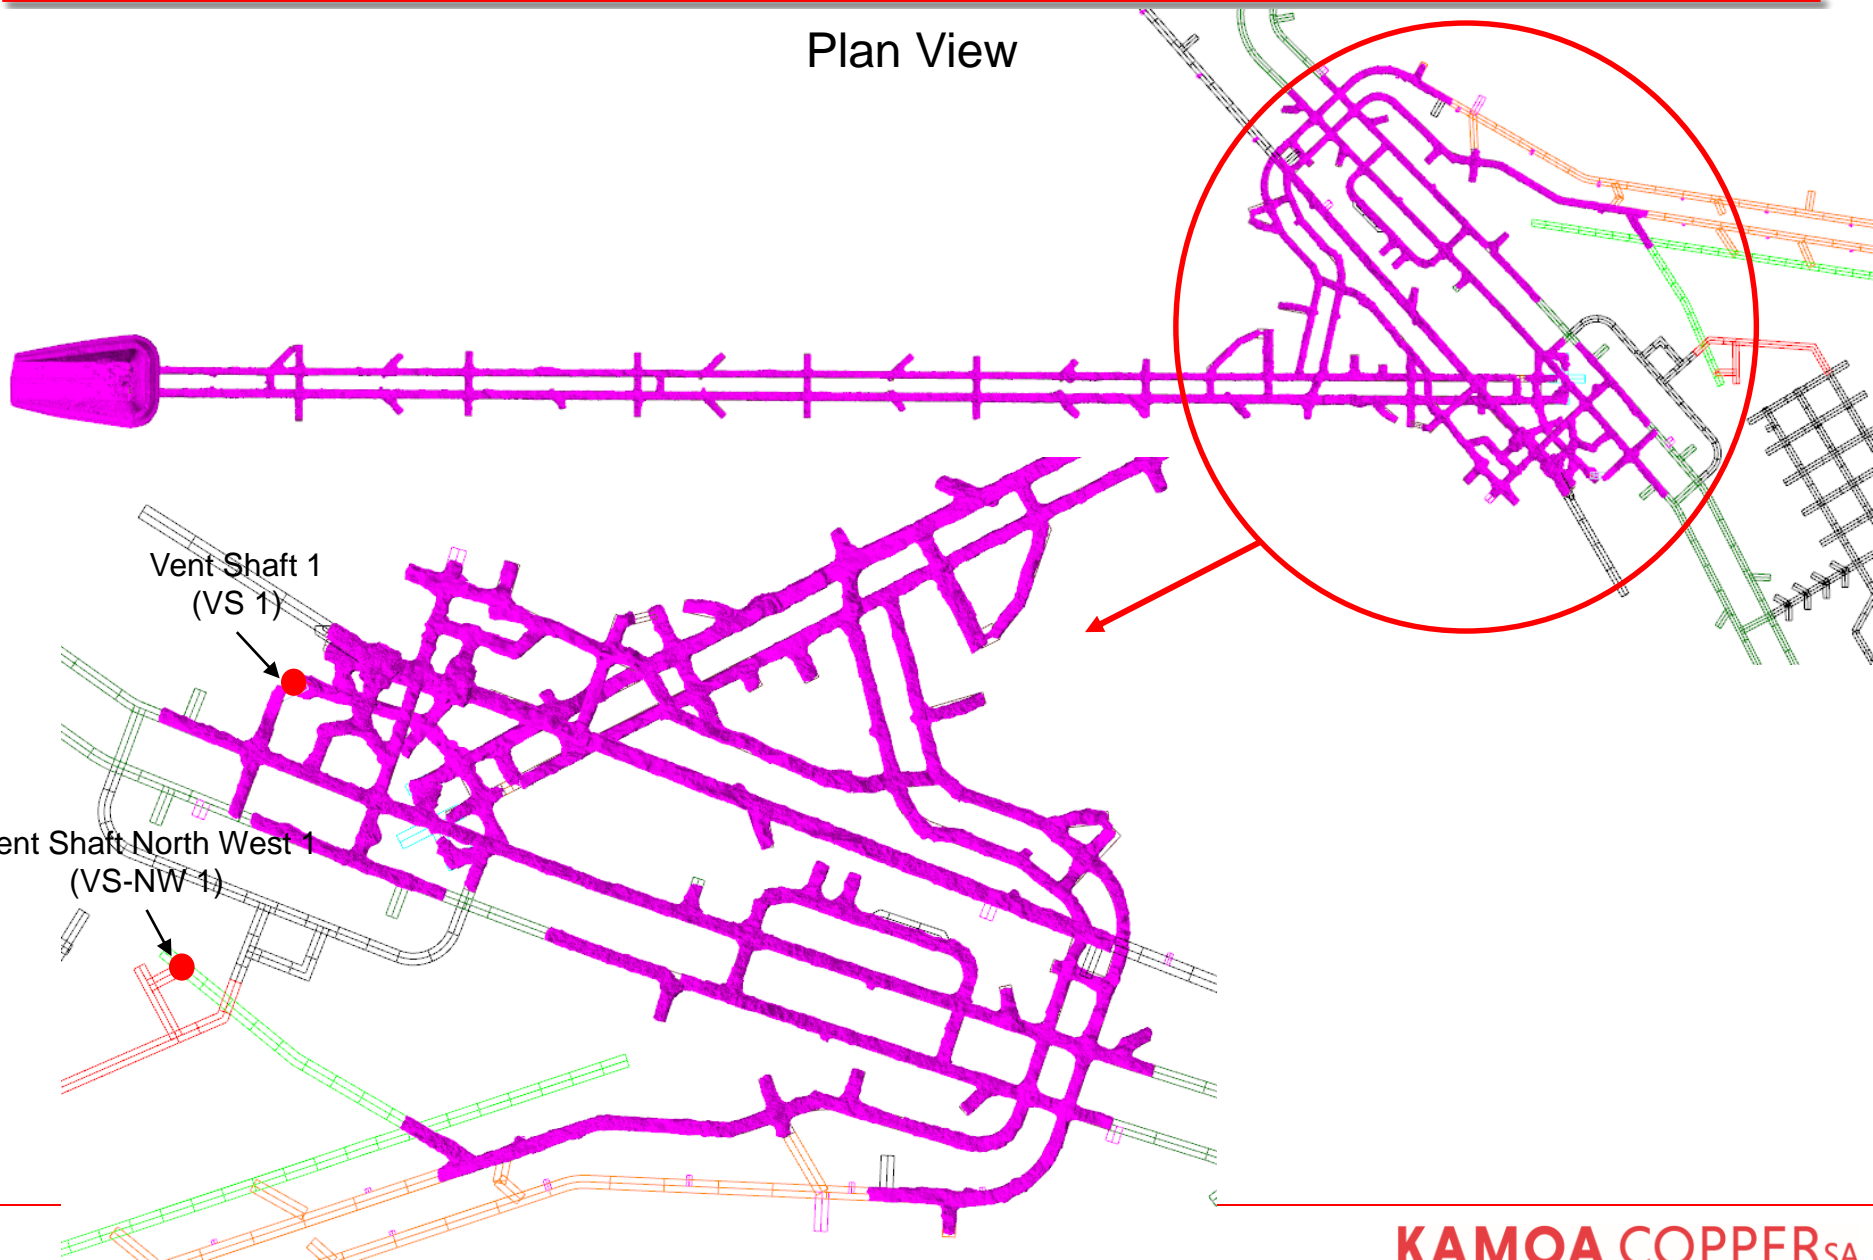 Plan View
Vent Shaft 1
(VS 1)
ent Shaft North West 1
(VS-NW 1)
KAMOA COPPER SA